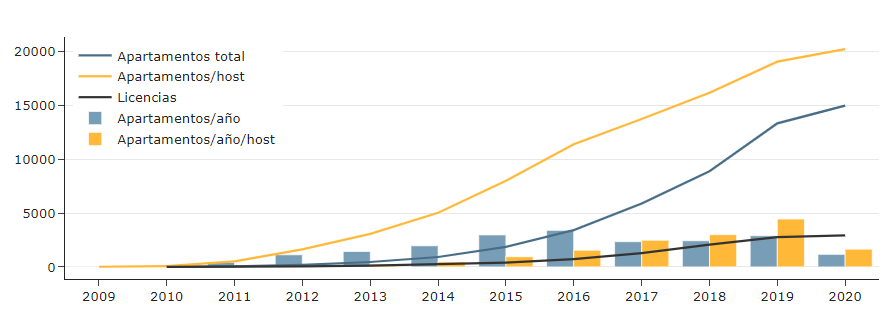 Apartamentos total
Apartamentos/host
Licencias
Apartamentos/año
Apartamentos/año/host
20000
15000
10000
5000
0
2009 2010 2011 2012 2013 2014 2015 2016 2017 2018 2019 2020